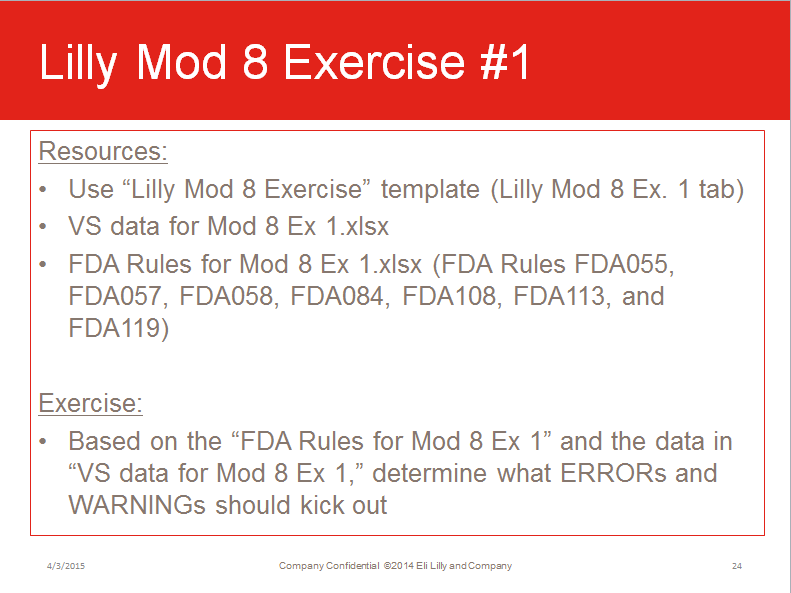 Lilly Mod 8 Exercise #1
Resources:
• Use “Lilly Mod 8 Exercise” template (Lilly Mod 8 Ex. 1 tab)
• VS data for Mod 8 Ex 1.xlsx
• FDA Rules for Mod 8 Ex 1.xlsx (FDA Rules FDA055,
FDA057, FDA058, FDA084, FDA108, FDA113, and
FDA119)
Exercise:
• Based on the “FDA Rules for Mod 8 Ex 1” and the data in
“VS data for Mod 8 Ex 1,” determine what ERRORs and
WARNINGs should kick out
4/3/2015 Company Confidential ©2014 Eli Lilly and Company 24